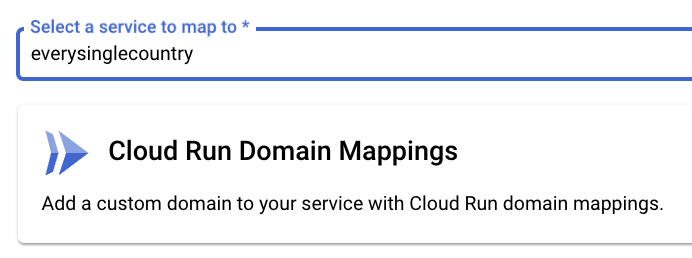 Select a service to map to *
everysinglecountry
Cloud Run Domain Mappings
Add a custom domain to your service with Cloud Run domain mappings.